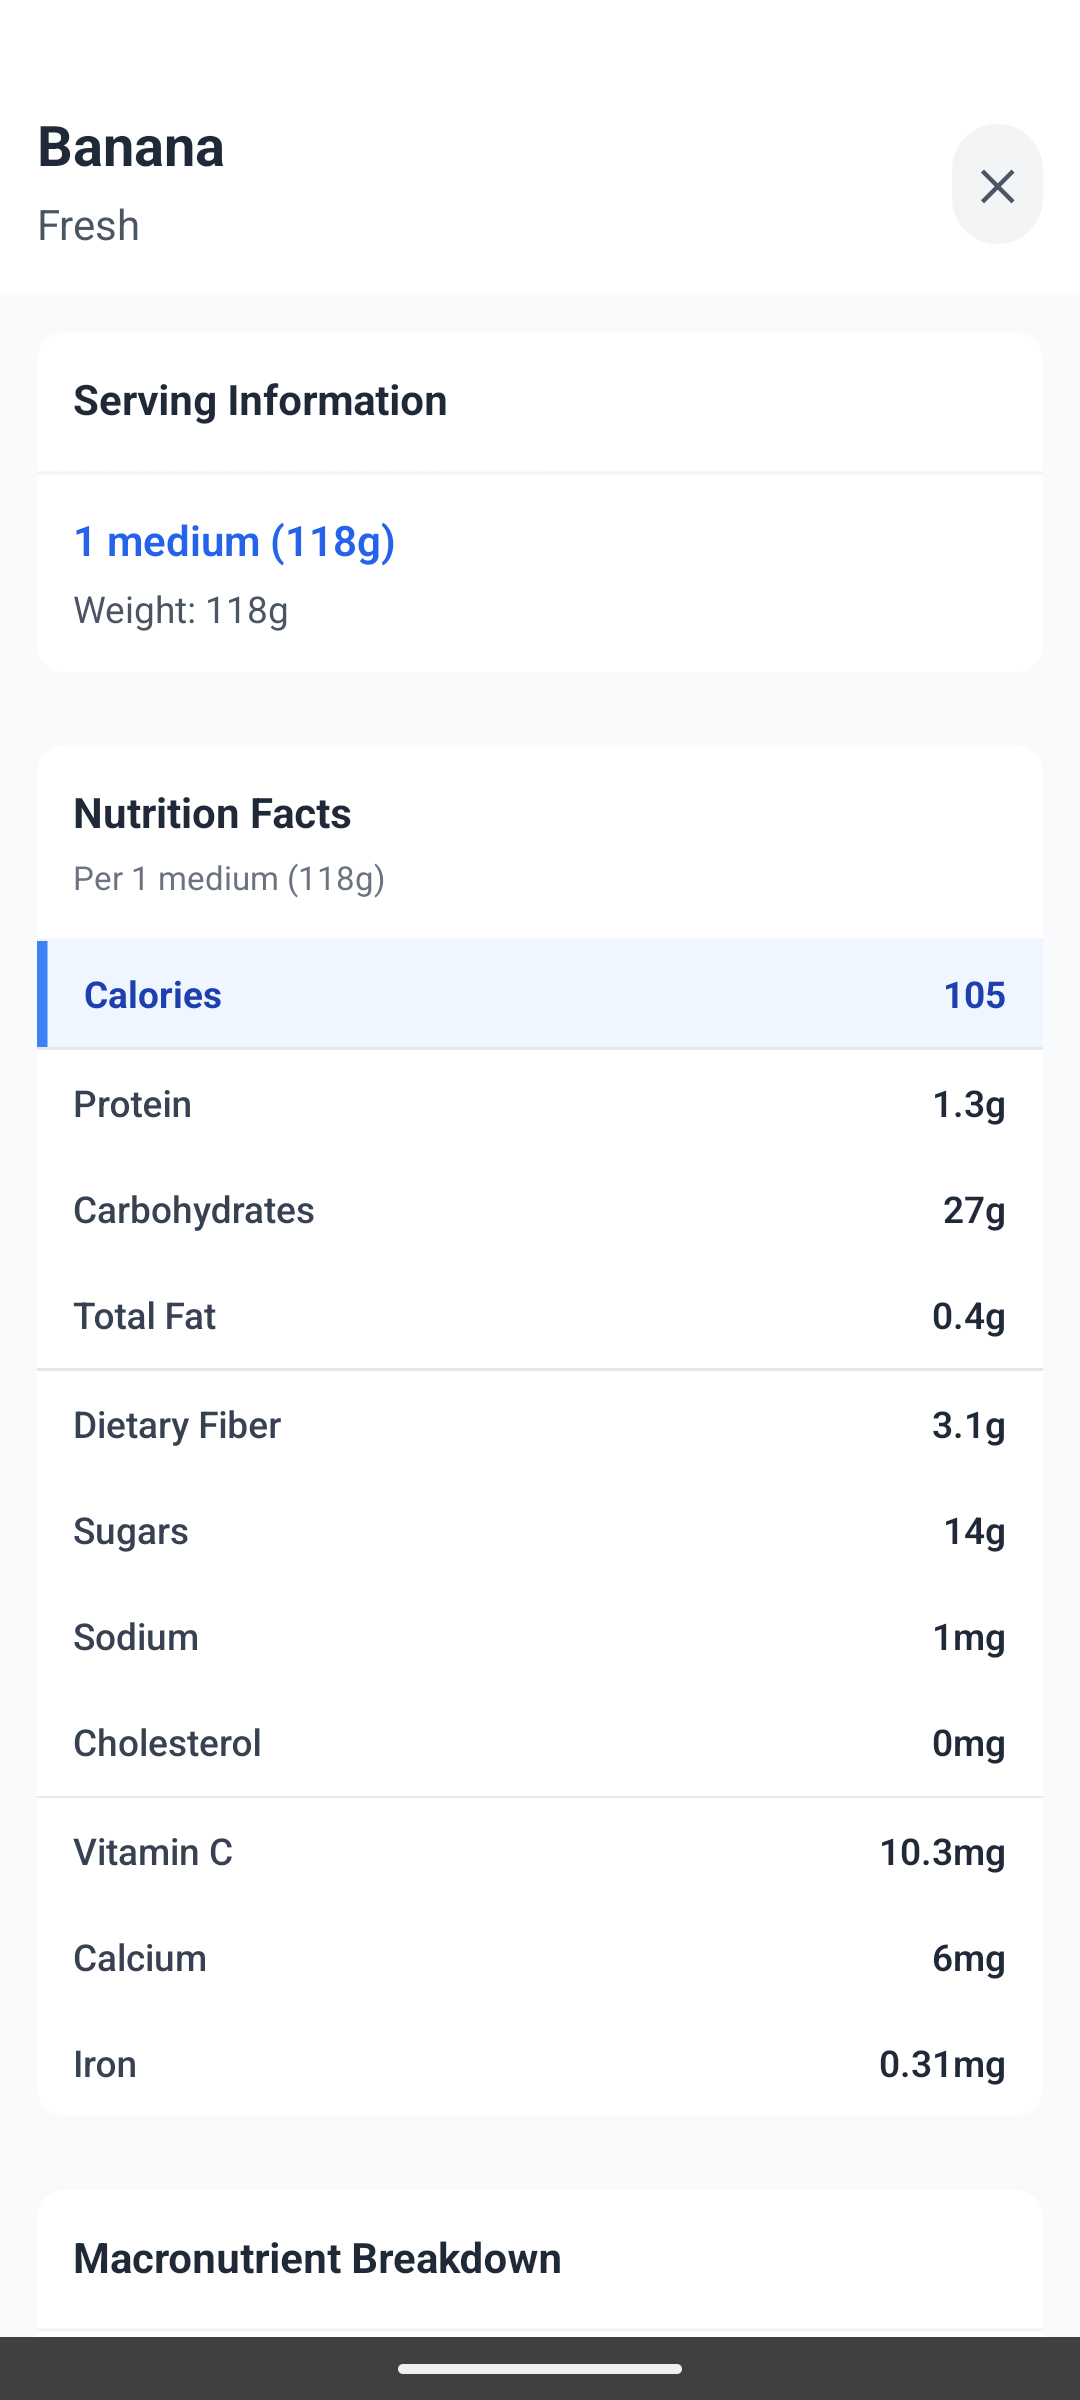 Banana
Fresh
Serving Information
1 medium (118g)
Weight: 118g
Nutrition Facts
Per 1 medium (118g)
Calories 105
Protein 1.3g
Carbohydrates 27g
Total Fat 0.4g
Dietary Fiber 3.1g
Sugars 14g
Sodium 1mg
Cholesterol 0mg
Vitamin C 10.3mg
Calcium 6mg
Iron 0.31mg
Macronutrient Breakdown